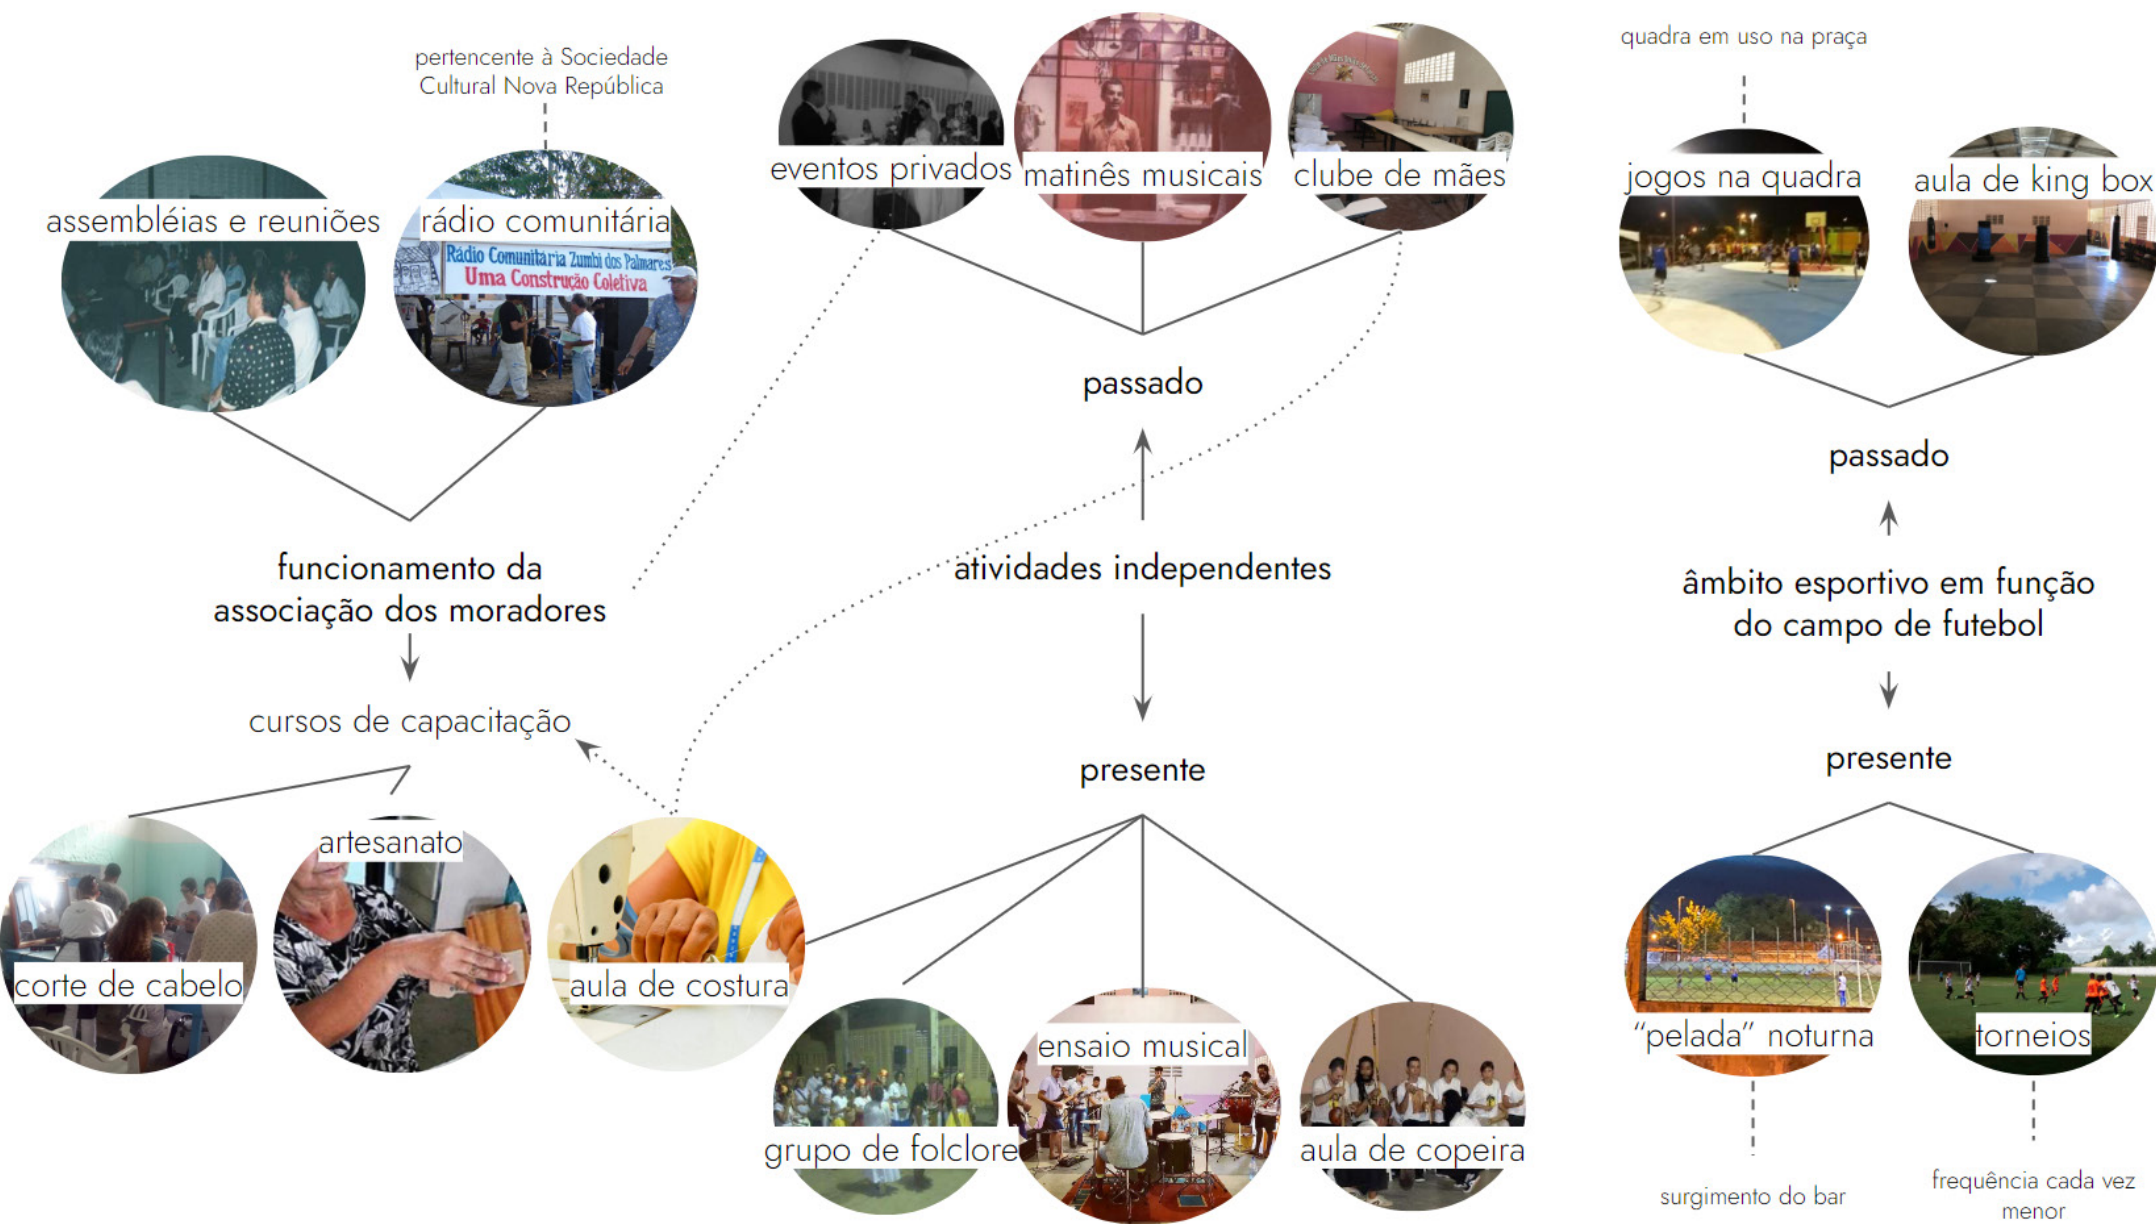 pertencente à Sociedade
Cultural Nova República
assembléias e reuniões
rádio comunitária
Rádio Comunitária Zumbi dos Palmares
Uma Construção Coletiva
funcionamento da
associação dos moradores
cursos de capacitação
corte de cabelo
artesanato
aula de costura
eventos privados
matinês musicais
clube de mães
passado
atividades independentes
presente
grupo de folclore
ensaio musical
aula de copeira
quadra em uso na praça
jogos na quadra
aula de king box
passado
âmbito esportivo em função
do campo de futebol
presente
“pelada” noturna
torneios
surgimento do bar
frequência cada vez
menor